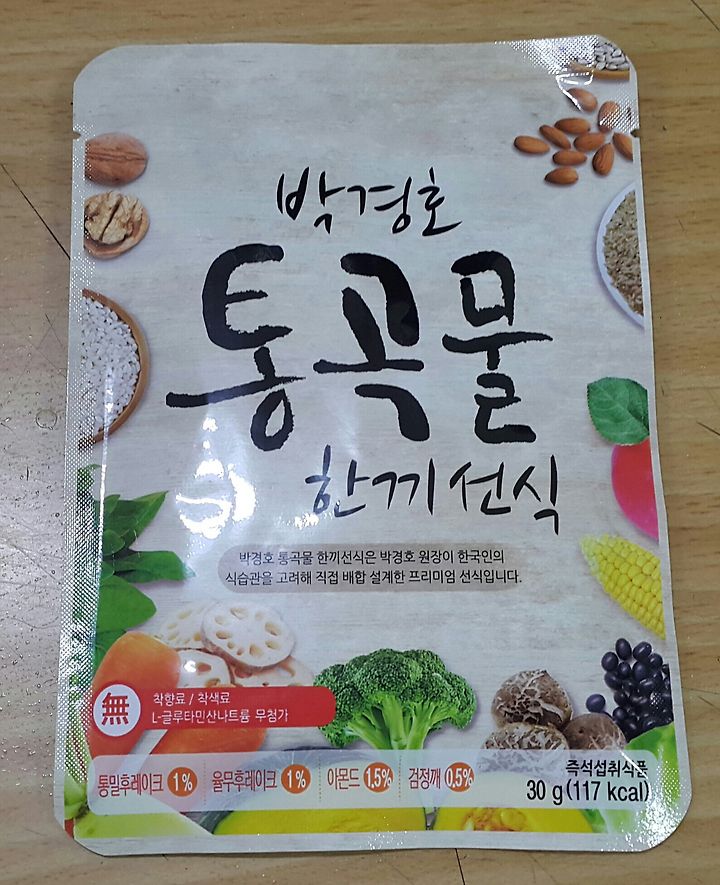 박경호
통곡물
한끼선식
박경호 통곡물 한끼선식은 박경호 원장이 한국인의
식습관을 고려해 직접 배합 설계한 프리미엄 선식입니다.
無
착향료 / 착색료
L-글루타민산나트륨 무첨가
통밀후레이크 1% 율무후레이크 1% 아몬드 1.5% 검정깨 0.5%
즉석섭취식품
30 g (117 kcal)